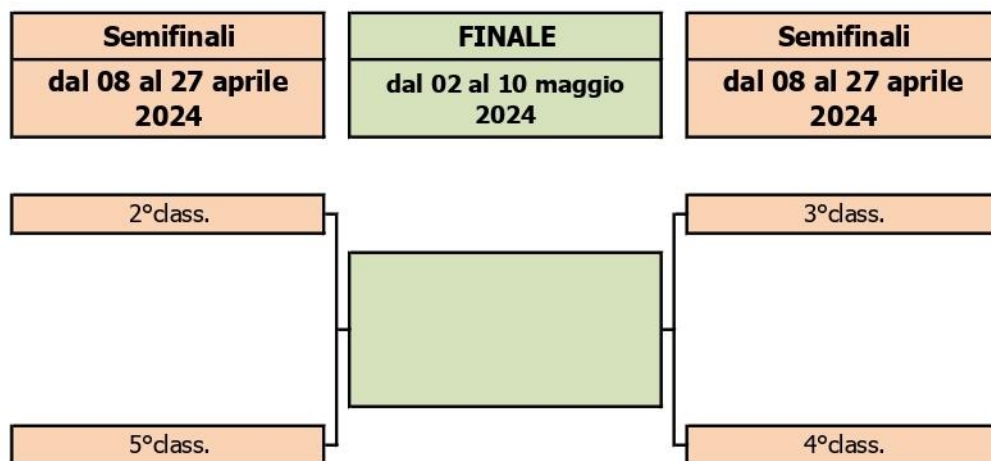 Semifinali
dal 08 al 27 aprile
2024
FINALE
dal 02 al 10 maggio
2024
Semifinali
dal 08 al 27 aprile
2024
2°class.
3°class.
5°class.
4°class.